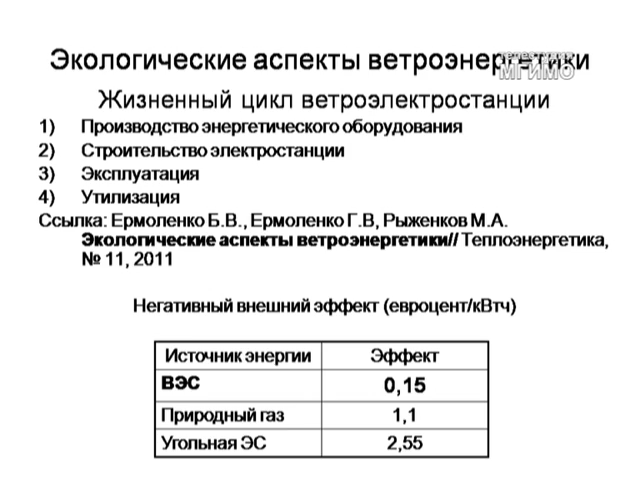 Экологические аспекты ветроэнергетики
телестудия
МГИМО
Жизненный цикл ветроэлектростанции
1) Производство энергетического оборудования
2) Строительство электростанции
3) Эксплуатация
4) Утилизация
Ссылка: Ермоленко Б.В., Ермоленко Г.В, Рыженков М.А.
Экологические аспекты ветроэнергетики// Теплоэнергетика,
№ 11, 2011
Негативный внешний эффект (евроцент/кВтч)
Источник энергии Эффект
ВЭС 0,15
Природный газ 1,1
Угольная ЭС 2,55